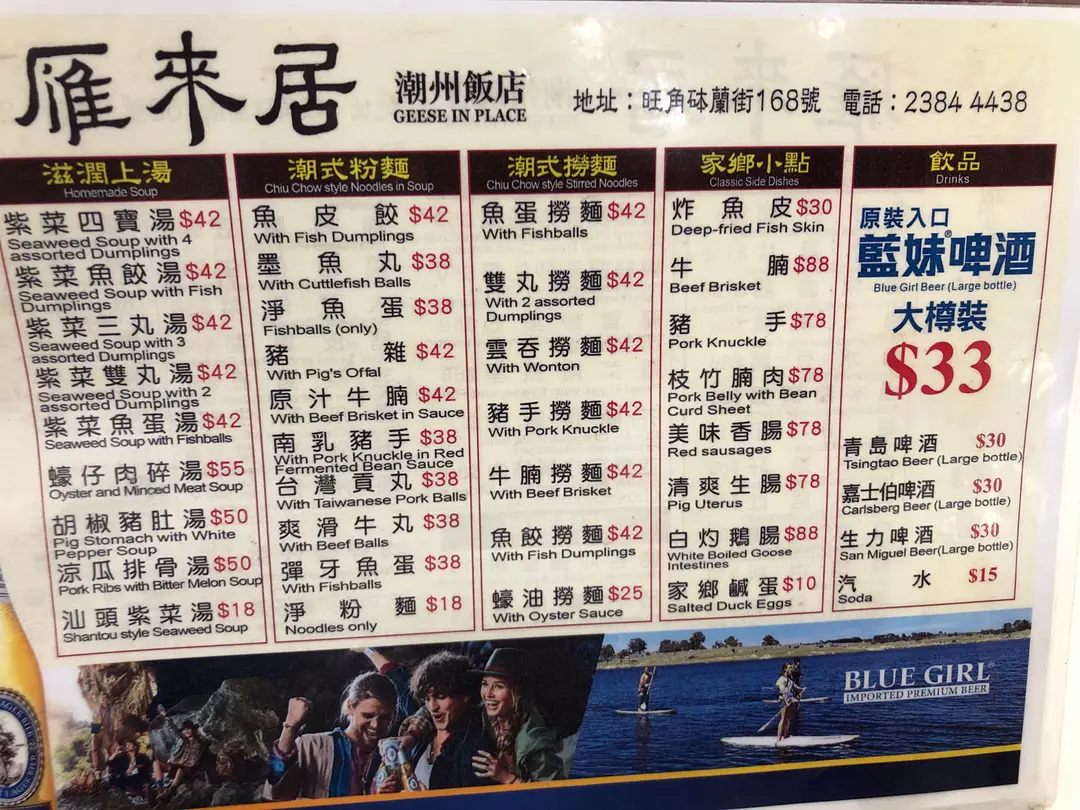 雁來居
潮州飯店
GEESE IN PLACE
地址：旺角砵蘭街168號 電話：2384 4438
滋潤上湯
Homemade Soup
紫菜四寶湯 $42
Seaweed Soup with 4
assorted Dumplings
紫菜魚餃湯 $42
Seaweed Soup with Fish
Dumplings
紫菜三丸湯 $42
Seaweed Soup with 3
assorted Dumplings
紫菜雙丸湯 $42
Seaweed Soup with 2
assorted Dumplings
紫菜魚蛋湯 $42
Seaweed Soup with Fishballs
蠔仔肉碎湯 $55
Oyster and Minced Meat Soup
胡椒豬肚湯 $50
Pig Stomach with White
Pepper Soup
涼瓜排骨湯 $50
Pork Ribs with Bitter Melon Soup
汕頭紫菜湯 $18
Shantou style Seaweed Soup
潮式粉麵
Chiu Chow style Noodles in Soup
魚皮餃 $42
With Fish Dumplings
墨魚丸 $38
With Cuttlefish Balls
淨魚蛋 $38
Fishballs (only)
豬雜 $42
With Pig's Offal
原汁牛腩 $42
With Beef Brisket in Sauce
南乳豬手 $38
With Pork Knuckle in Red
Fermented Bean Sauce
台灣貢丸 $38
With Taiwanese Pork Balls
爽滑牛丸 $38
With Beef Balls
彈牙魚蛋 $38
With Fishballs
淨粉麵 $18
Noodles only
潮式撈麵
Chiu Chow style Stirred Noodles
魚蛋撈麵 $42
With Fishballs
雙丸撈麵 $42
With 2 assorted
Dumplings
雲吞撈麵 $42
With Wonton
豬手撈麵 $42
With Pork Knuckle
牛腩撈麵 $42
With Beef Brisket
魚餃撈麵 $42
With Fish Dumplings
蠔油撈麵 $25
With Oyster Sauce
家鄉小點
Classic Side Dishes
炸魚皮 $30
Deep-fried Fish Skin
牛腩 $88
Beef Brisket
豬手 $78
Pork Knuckle
枝竹腩肉 $78
Pork Belly with Bean
Curd Sheet
美味香腸 $78
Red sausages
清爽生腸 $78
Pig Uterus
白灼鵝腸 $88
White Boiled Goose
Intestines
家鄉鹹蛋 $10
Salted Duck Eggs
飲品
Drinks
原裝入口
藍妹®啤酒
Blue Girl Beer (Large bottle)
大樽裝
$33
青島啤酒 $30
Tsingtao Beer (Large bottle)
嘉士伯啤酒 $30
Carlsberg Beer (Large bottle)
生力啤酒 $30
San Miguel Beer(Large bottle)
汽水 $15
Soda
BLUE GIRL®
IMPORTED PREMIUM BEER